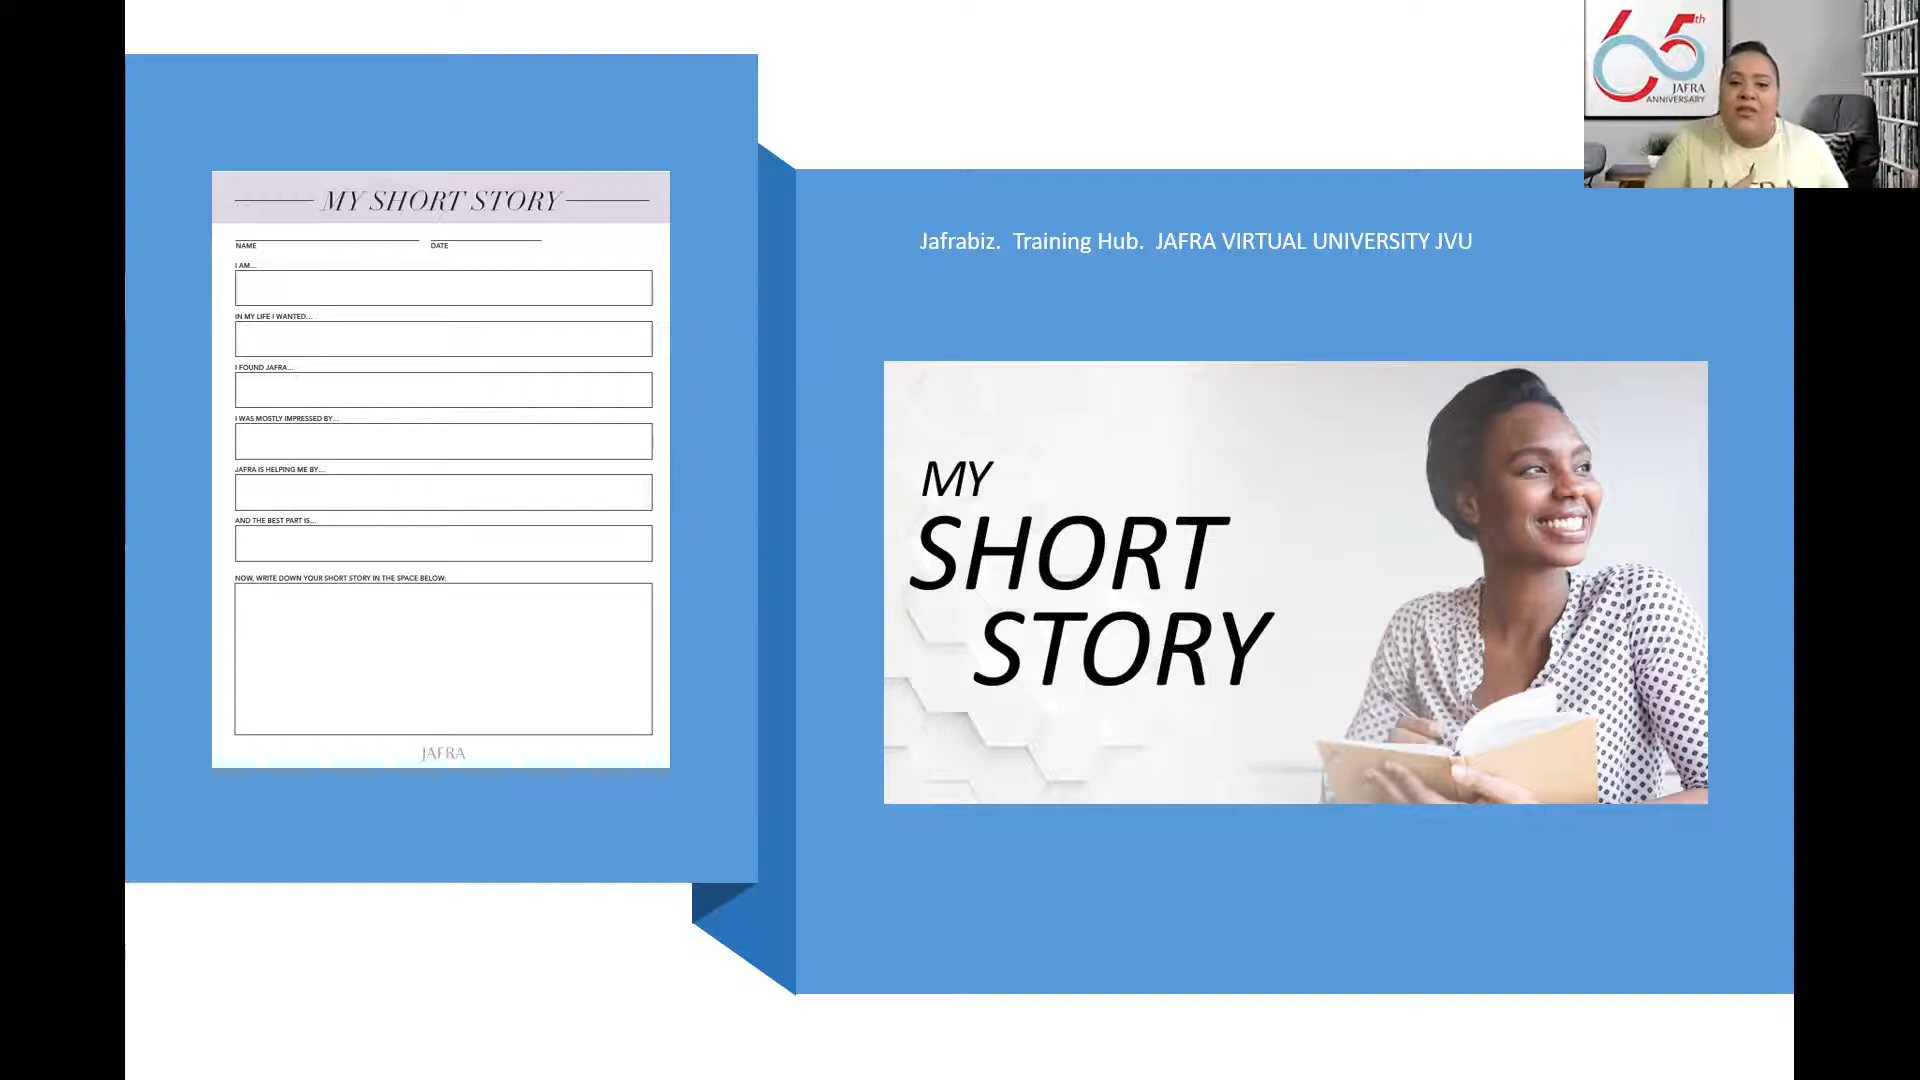 MY SHORT STORY
NAME
DATE
I AM...
IN MY LIFE I WANTED...
I FOUND JAFRA...
I WAS MOSTLY IMPRESSED BY...
JAFRA IS HELPING ME BY...
AND THE BEST PART IS...
NOW, WRITE DOWN YOUR SHORT STORY IN THE SPACE BELOW:
JAFRA
Jafrabiz. Training Hub. JAFRA VIRTUAL UNIVERSITY JVU
MY
SHORT
STORY
65th
JAFRA
ANNIVERSARY